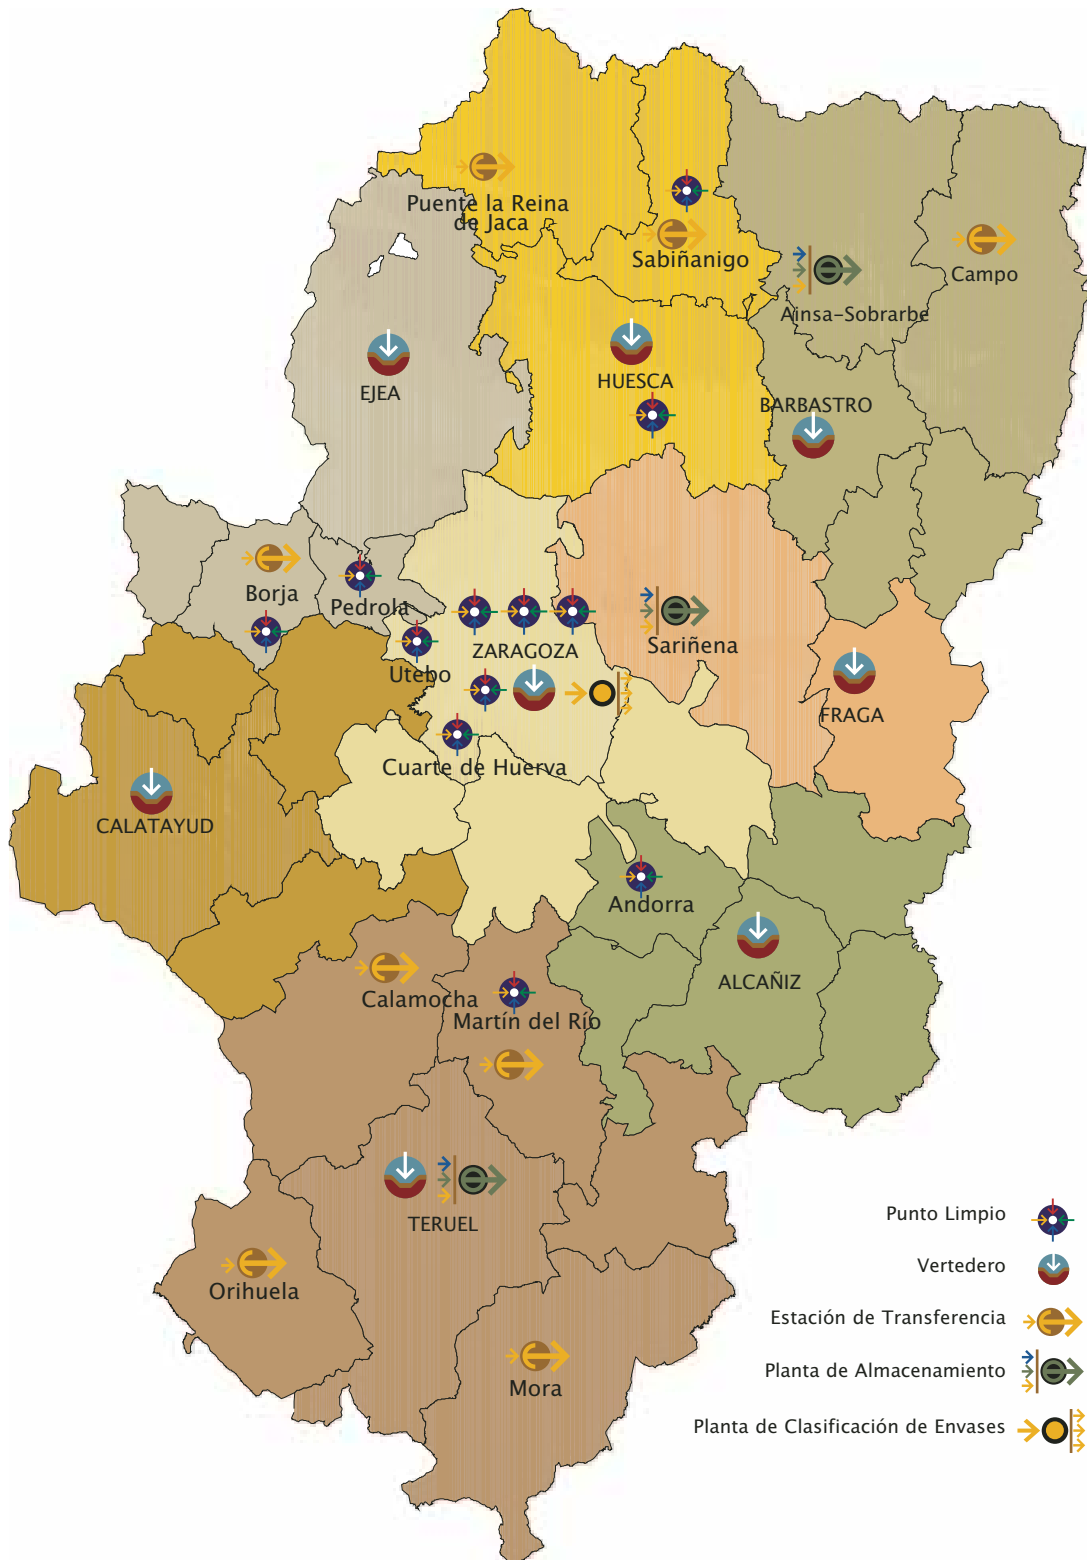 Puente la Reina
de Jaca
Sabiñanigo
Campo
Ainsa-Sobrarbe
EJEA
HUESCA
BARBASTRO
Borja
Pedrola
Utebo
ZARAGOZA
Sariñena
FRAGA
Cuarte de Huerva
CALATAYUD
Andorra
ALCAÑIZ
Calamocha
Martín del Río
TERUEL
Orihuela
Mora
Punto Limpio
Vertedero
Estación de Transferencia
Planta de Almacenamiento
Planta de Clasificación de Envases